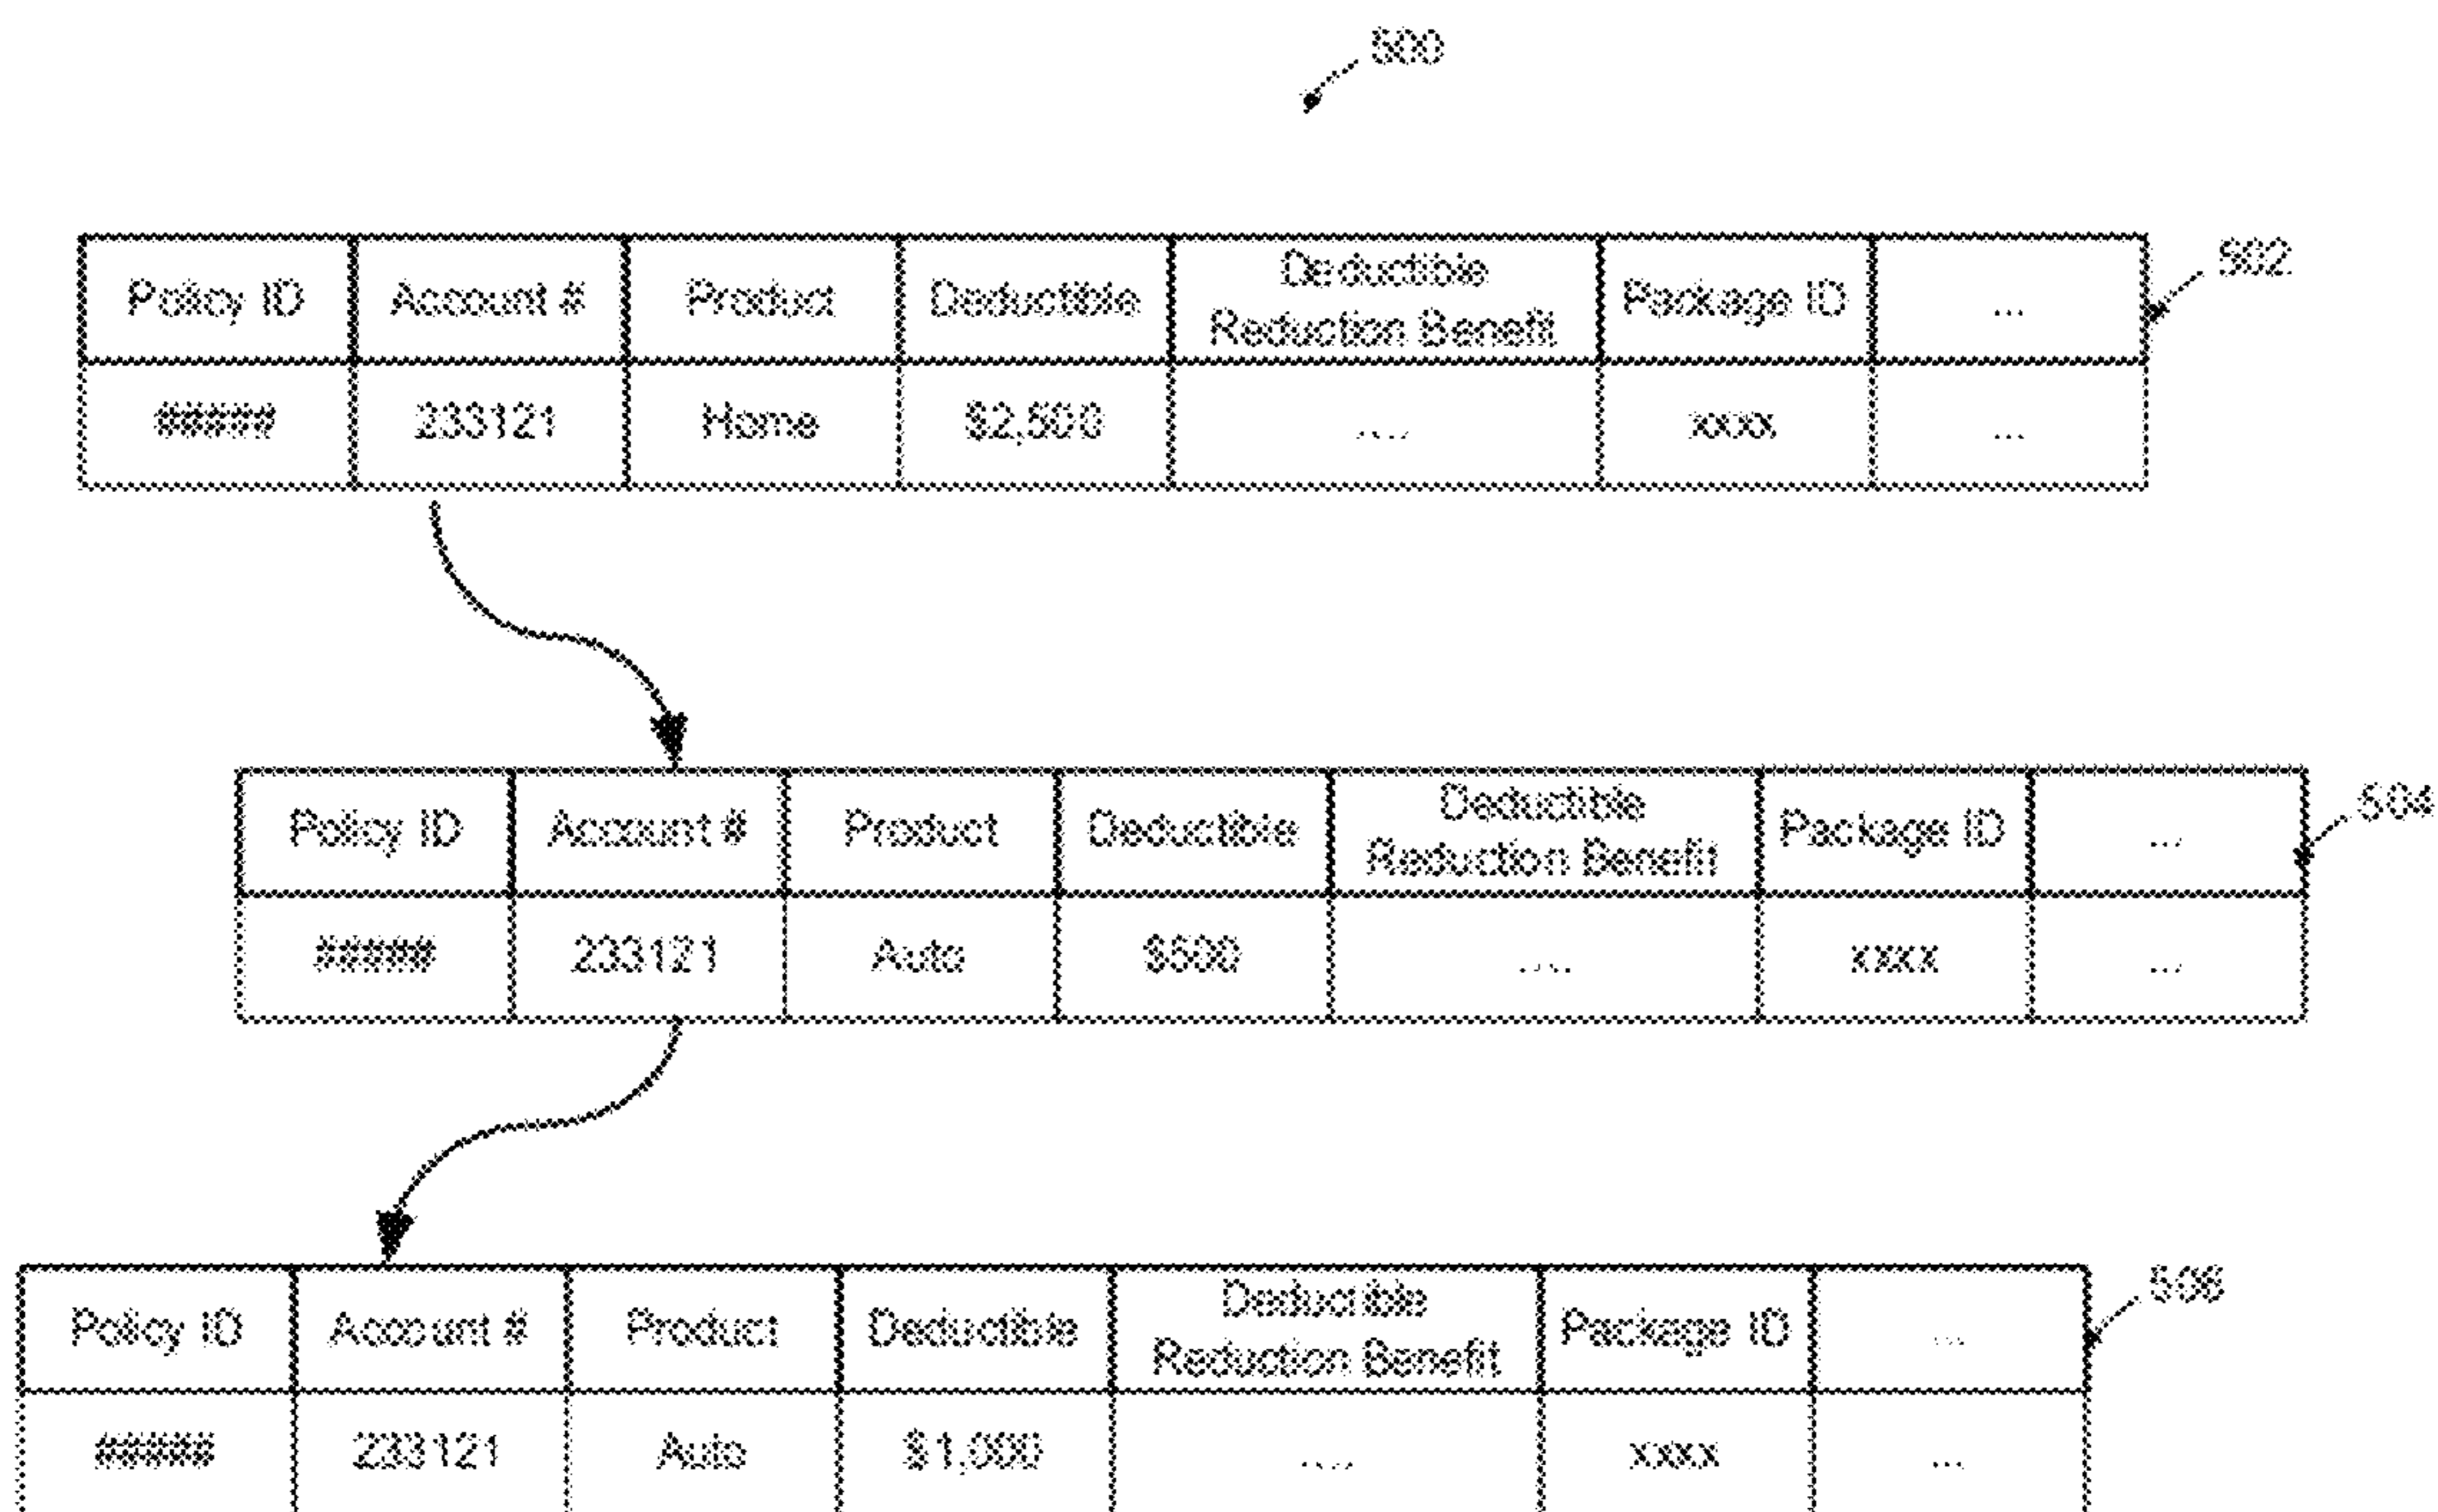 500
502
Policy ID Account # Product Deductible Deductible Reduction Benefit Package ID ...
##### 233121 Home $2,500 .... xxxx ...
504
Policy ID Account # Product Deductible Deductible Reduction Benefit Package ID ...
##### 233121 Auto $500 .... xxxx ...
506
Policy ID Account # Product Deductible Deductible Reduction Benefit Package ID ...
##### 233121 Auto $1,000 .... xxxx ...